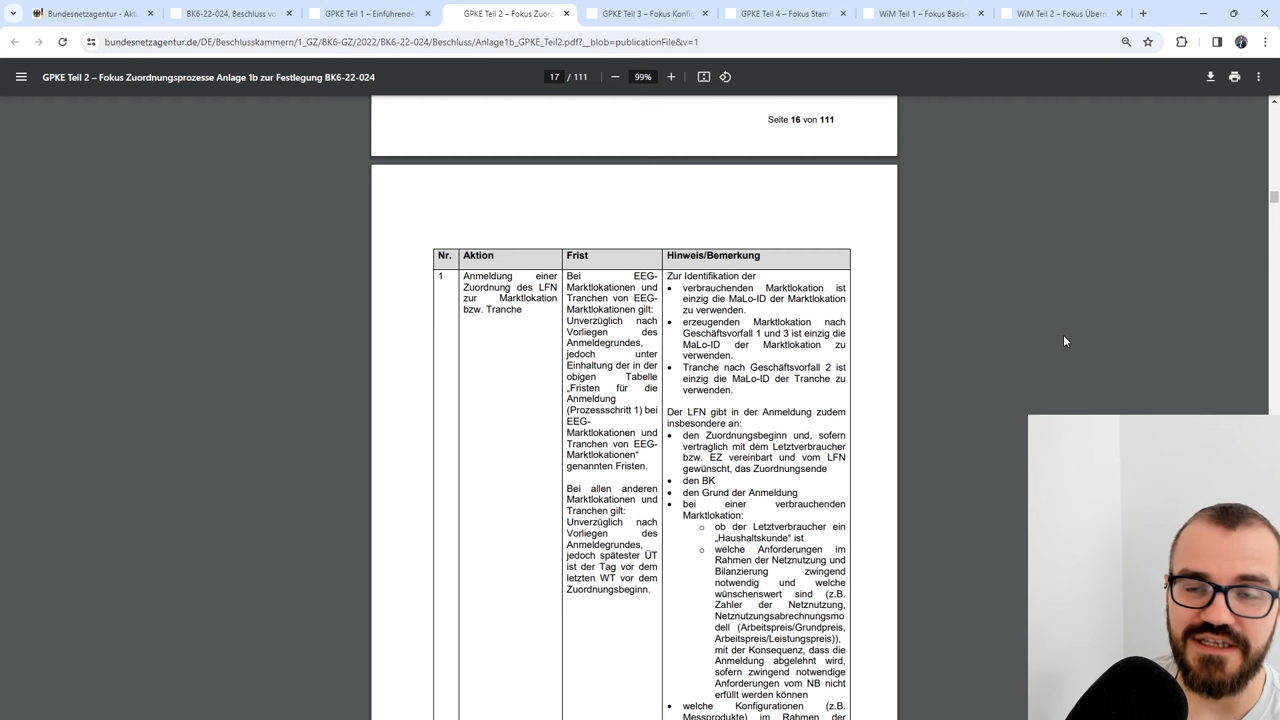 Bundesnetzagentur - Aktu
BK6-22-024, Beschluss vo
GPKE Teil 1 – Einführende
GPKE Teil 2 – Fokus Zuord
GPKE Teil 3 – Fokus Konfig
GPKE Teil 4 – Fokus Stamm
WiM Teil 1 – Fokus Basis-
WiM Teil 2 – Fokus Übern
bundesnetzagentur.de/DE/Beschlusskammern/1_GZ/BK6-GZ/2022/BK6-22-024/Beschluss/Anlage1b_GPKE_Teil2.pdf?__blob=publicationFile&v=1
GPKE Teil 2 – Fokus Zuordnungsprozesse Anlage 1b zur Festlegung BK6-22-024
17 / 111
99%
Seite 16 von 111
Nr.
Aktion
Frist
Hinweis/Bemerkung
1
Anmeldung einer
Zuordnung des LFN
zur Marktlokation
bzw. Tranche
Bei EEG-
Marktlokationen und
Tranchen von EEG-
Marktlokationen gilt:
Unverzüglich nach
Vorliegen des
Anmeldegrundes,
jedoch unter
Einhaltung der in der
obigen Tabelle
„Fristen für die
Anmeldung
(Prozessschritt 1) bei
EEG-
Marktlokationen und
Tranchen von EEG-
Marktlokationen“
genannten Fristen.
Bei allen anderen
Marktlokationen und
Tranchen gilt:
Unverzüglich nach
Vorliegen des
Anmeldegrundes,
jedoch spätester ÜT
ist der Tag vor dem
letzten WT vor dem
Zuordnungsbeginn.
Zur Identifikation der
• verbrauchenden Marktlokation ist
einzig die MaLo-ID der Marktlokation
zu verwenden.
• erzeugenden Marktlokation nach
Geschäftsvorfall 1 und 3 ist einzig die
MaLo-ID der Marktlokation zu
verwenden.
• Tranche nach Geschäftsvorfall 2 ist
einzig die MaLo-ID der Tranche zu
verwenden.
Der LFN gibt in der Anmeldung zudem
insbesondere an:
• den Zuordnungsbeginn und, sofern
vertraglich mit dem Letztverbraucher
bzw. EZ vereinbart und vom LFN
gewünscht, das Zuordnungsende
• den BK
• den Grund der Anmeldung
• bei einer verbrauchenden
Marktlokation:
o ob der Letztverbraucher ein
„Haushaltskunde“ ist
o welche Anforderungen im
Rahmen der Netznutzung und
Bilanzierung zwingend
notwendig und welche
wünschenswert sind (z.B.
Zahler der Netznutzung,
Netznutzungsabrechnungsmo
dell (Arbeitspreis/Grundpreis,
Arbeitspreis/Leistungspreis)),
mit der Konsequenz, dass die
Anmeldung abgelehnt wird,
sofern zwingend notwendige
Anforderungen vom NB nicht
erfüllt werden können
• welche Konfigurationen (z.B.
Messprodukte) im Rahmen der